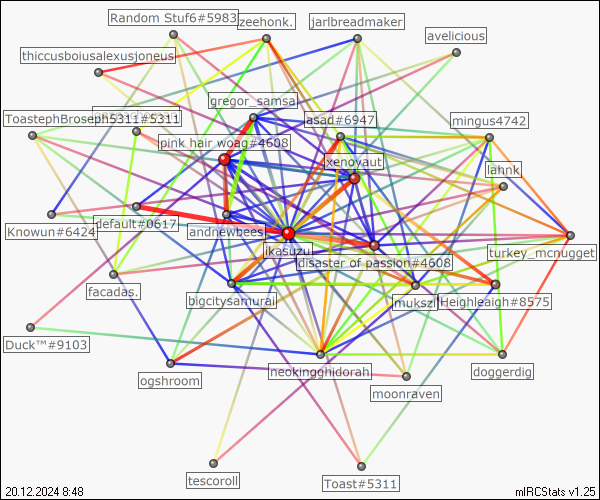 Random Stuf6#5983
zeehonk.
jarlbreadmaker
avelicious
thiccusboiusalexusjoneus
gregor_samsa
ToastephBroseph5311#5311
asad#6947
mingus4742
pink hair woag#4608
xenoyaut
lahnk
Knowun#6424
default#0617
andnewbees
ikasuzu
turkey_mcnugget
disaster of passion#4608
facadas.
bigcitysamurai
mukszi
Heighleaigh#8575
Duck™#9103
ogshroom
neokingghidorah
doggerdig
moonraven
tescoroll
Toast#5311
20.12.2024 8:48
mIRCStats v1.25